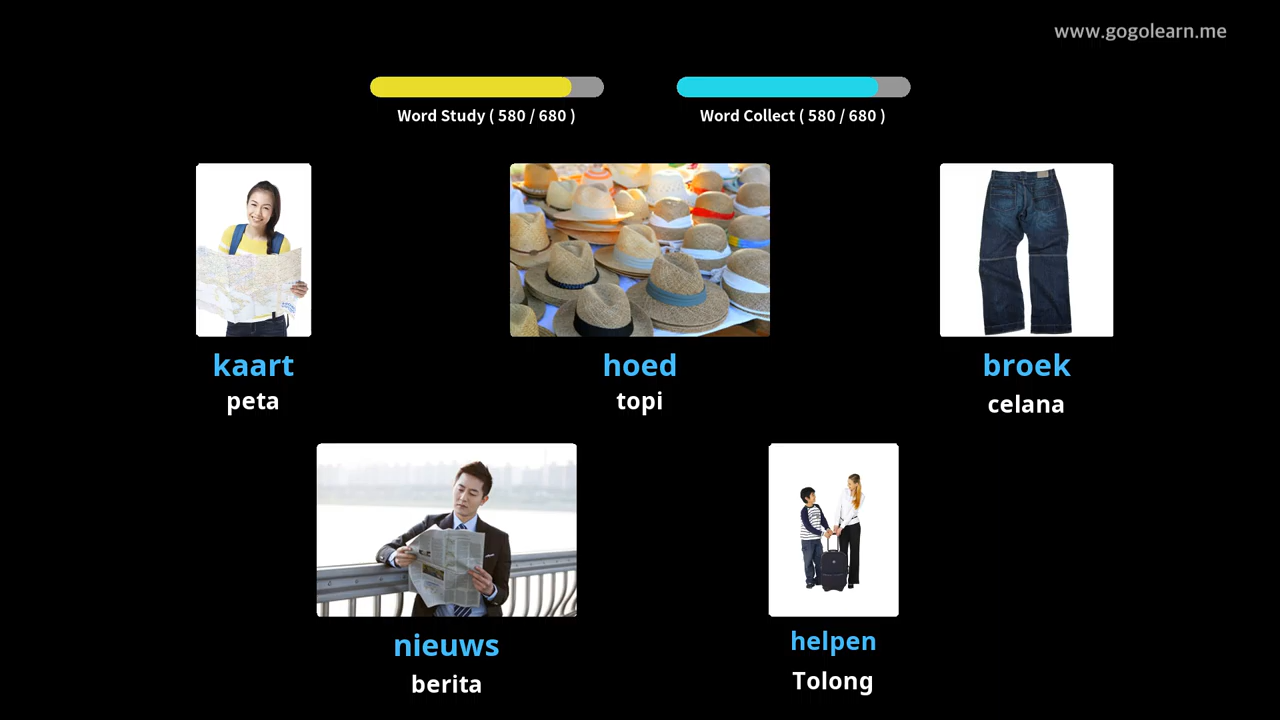 www.gogolearn.me
Word Study ( 580 / 680 )
Word Collect ( 580 / 680 )
kaart
peta
hoed
topi
broek
celana
nieuws
berita
helpen
Tolong